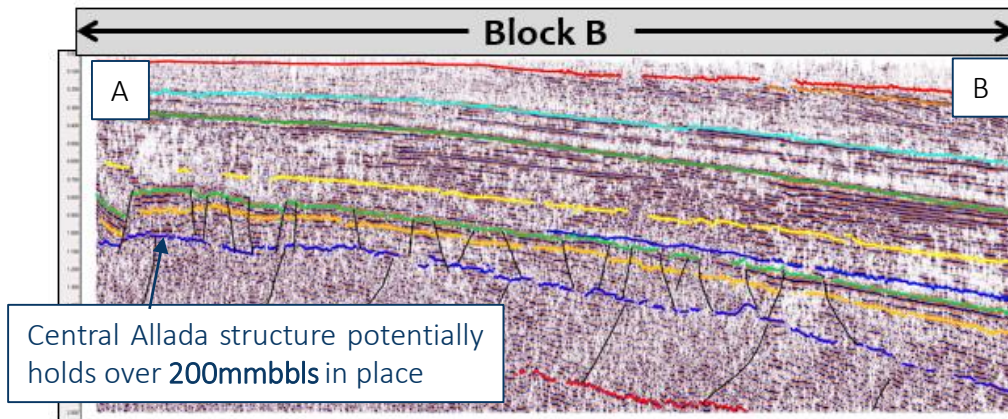 Block B
A
B
Central Allada structure potentially
holds over 200mmbbls in place